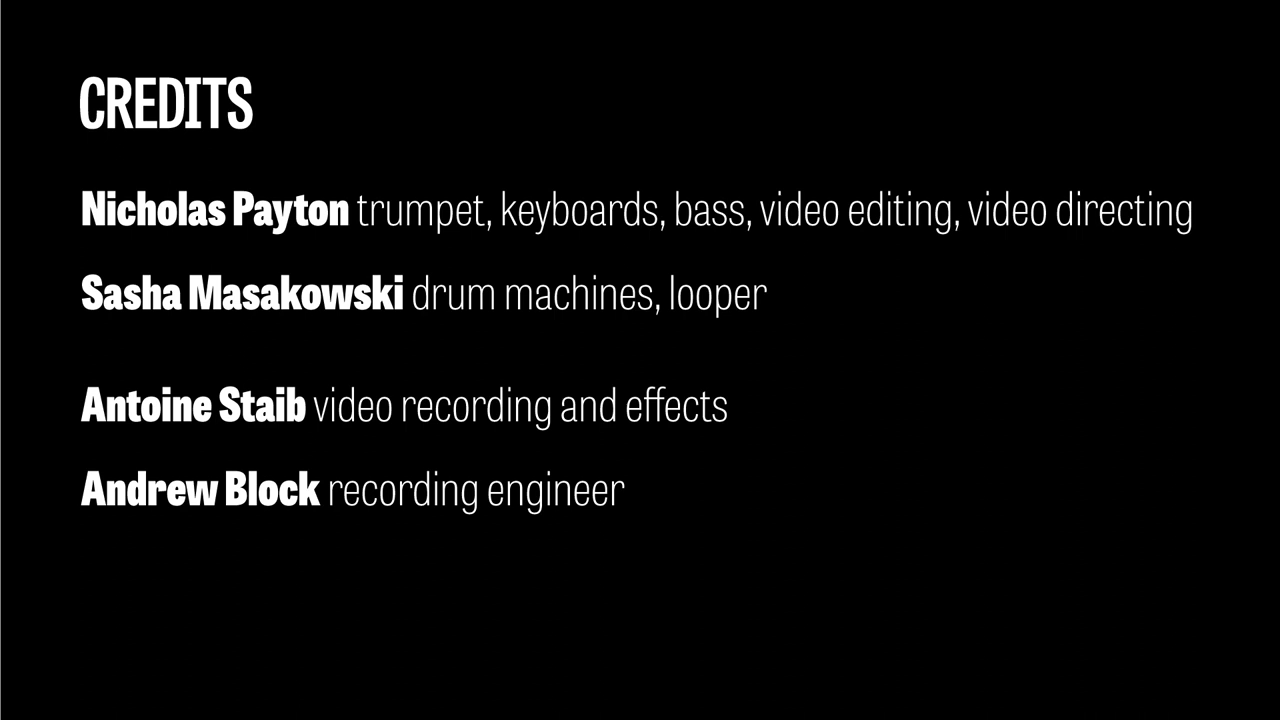 CREDITS
Nicholas Payton trumpet, keyboards, bass, video editing, video directing
Sasha Masakowski drum machines, looper
Antoine Staib video recording and effects
Andrew Block recording engineer